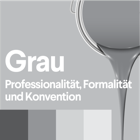 Grau
Professionalität, Formalität
und Konvention